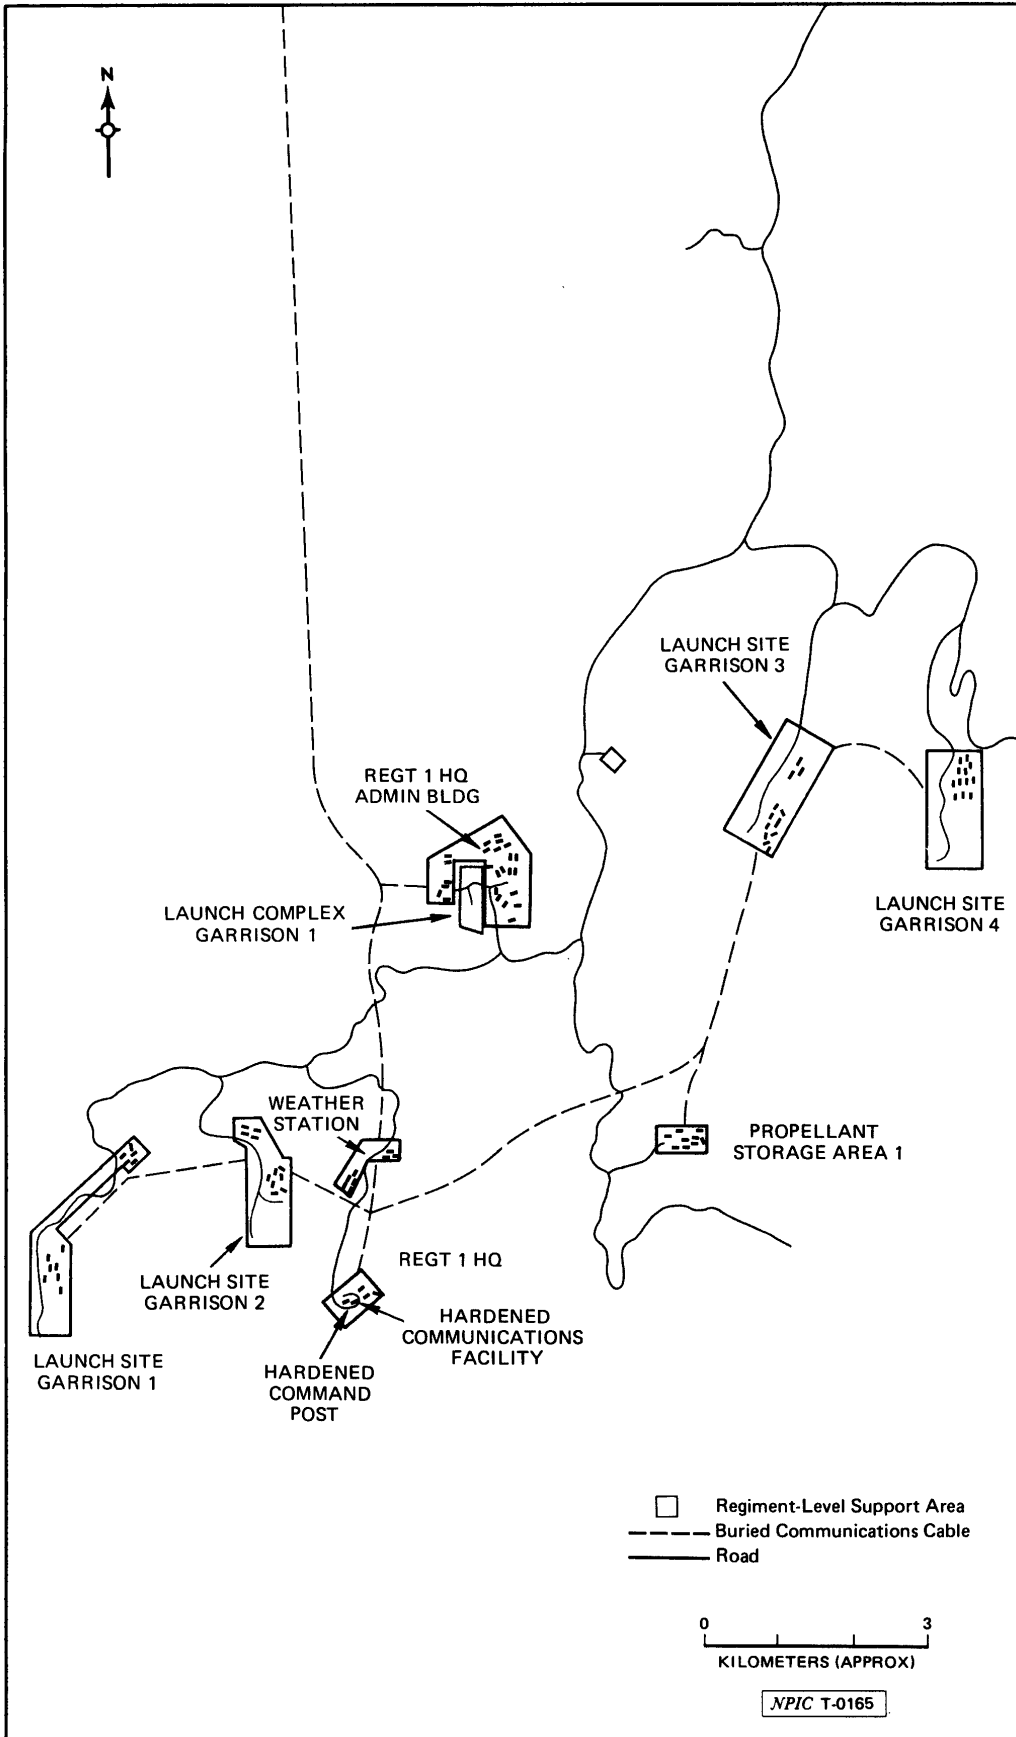 N
LAUNCH SITE
GARRISON 3
REGT 1 HQ
ADMIN BLDG
LAUNCH COMPLEX
GARRISON 1
LAUNCH SITE
GARRISON 4
WEATHER
STATION
PROPELLANT
STORAGE AREA 1
REGT 1 HQ
LAUNCH SITE
GARRISON 2
HARDENED
COMMUNICATIONS
FACILITY
LAUNCH SITE
GARRISON 1
HARDENED
COMMAND
POST
Regiment-Level Support Area
Buried Communications Cable
Road
0 3
KILOMETERS (APPROX)
NPIC T-0165